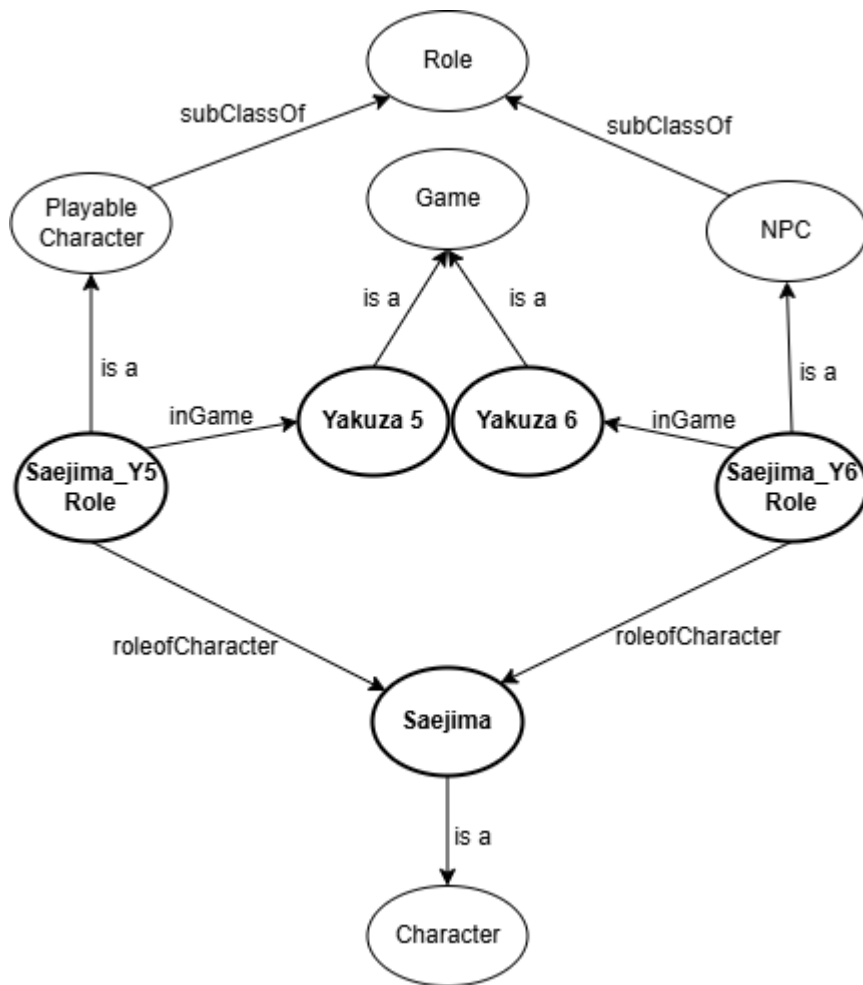 Role
subClassOf
subClassOf
Playable
Character
Game
NPC
is a
is a
is a
is a
inGame
Yakuza 5
Yakuza 6
inGame
Saejima_Y5
Role
Saejima_Y6
Role
roleofCharacter
roleofCharacter
Saejima
is a
Character